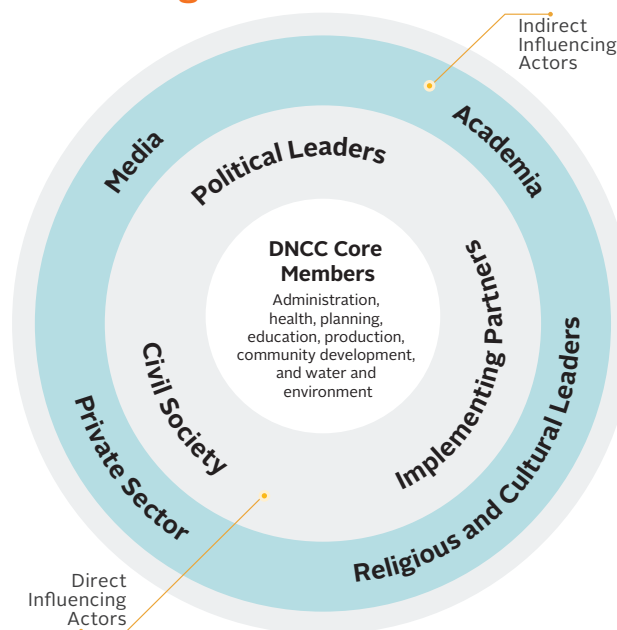 Indirect
Influencing
Actors
Media
Academia
Political Leaders
DNCC Core
Members
Administration,
health, planning,
education, production,
community development,
and water and
environment
Implementing Partners
Civil Society
Private Sector
Religious and Cultural Leaders
Direct
Influencing
Actors